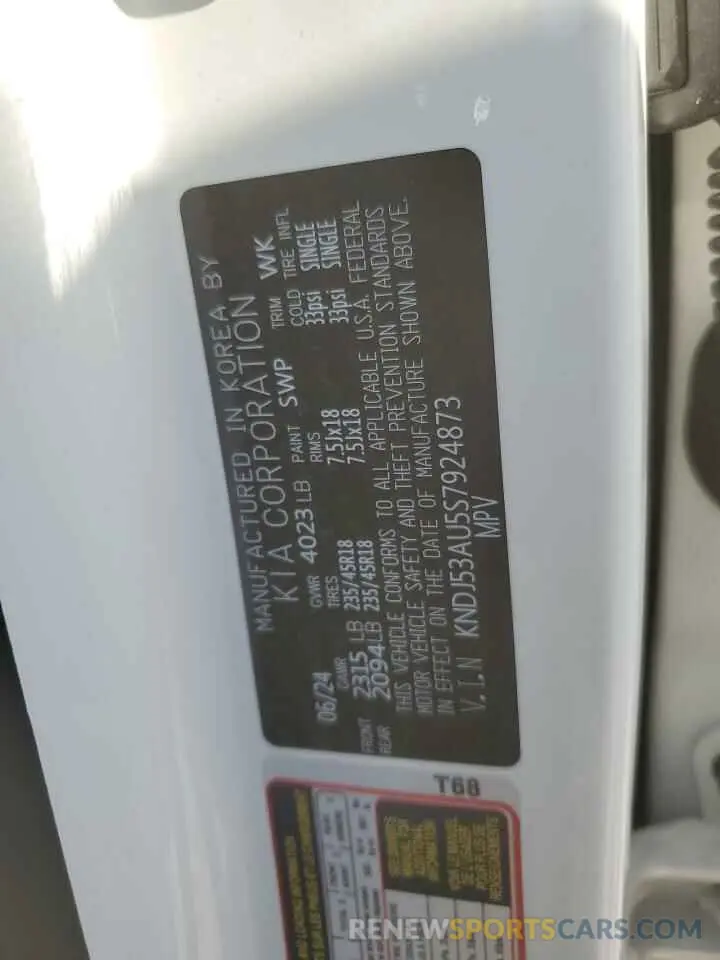 MANUFACTURED IN KOREA BY
KIA CORPORATION
06/24 GVWR 4023 LB PAINT SWP TRIM WK
GAWR TIRES RIMS COLD TIRE INFL
FRONT 2315 LB 235/45R18 7.5Jx18 33psi SINGLE
REAR 2094 LB 235/45R18 7.5Jx18 33psi SINGLE
THIS VEHICLE CONFORMS TO ALL APPLICABLE U.S.A. FEDERAL
MOTOR VEHICLE SAFETY AND THEFT PREVENTION STANDARDS
IN EFFECT ON THE DATE OF MANUFACTURE SHOWN ABOVE.
V.I.N KNDJ53AU5S7924873
MPV
T68
RENEWSPORTSCARS.COM